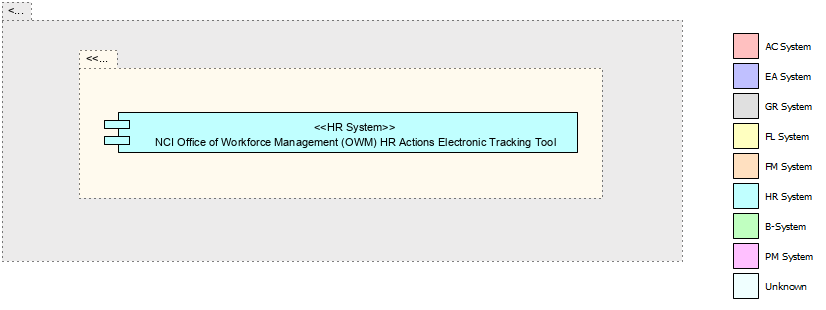 <...
<<...
<<HR System>>
NCI Office of Workforce Management (OWM) HR Actions Electronic Tracking Tool
AC System
EA System
GR System
FL System
FM System
HR System
B-System
PM System
Unknown